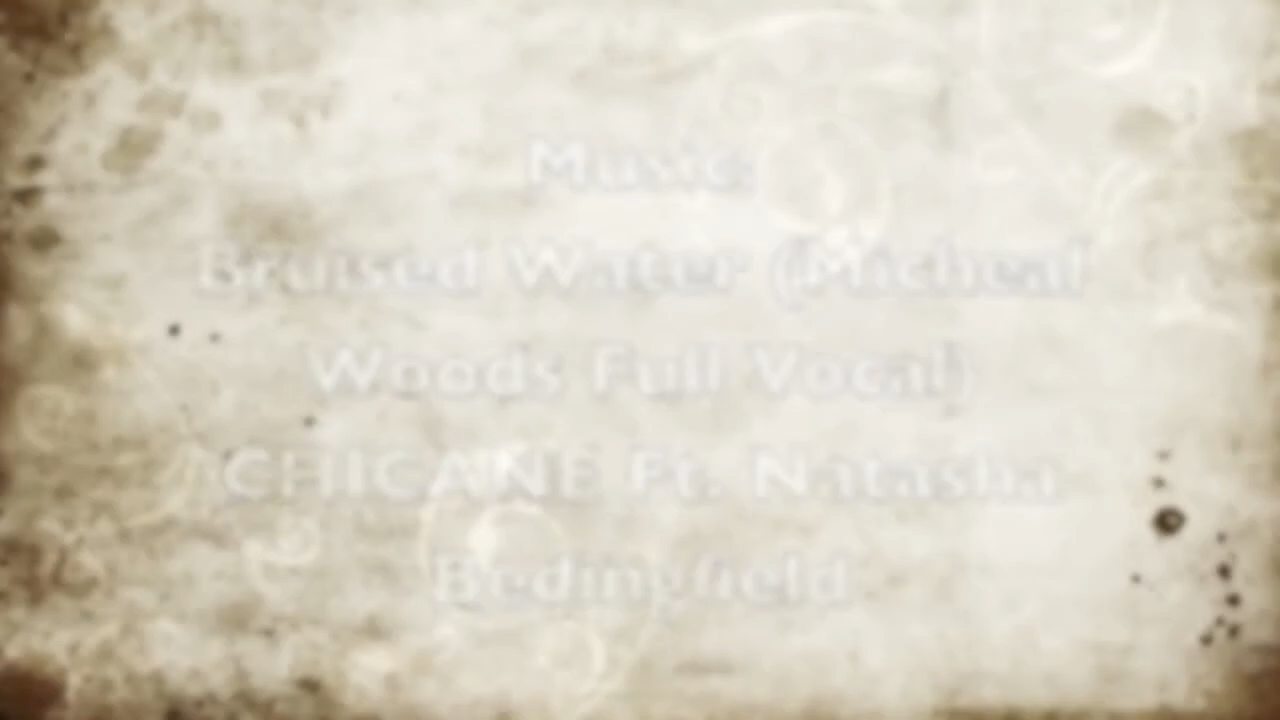 Music:
Bruised Water (Micheal
Woods Full Vocal)
CHICANE Ft. Natasha
Bedingfield